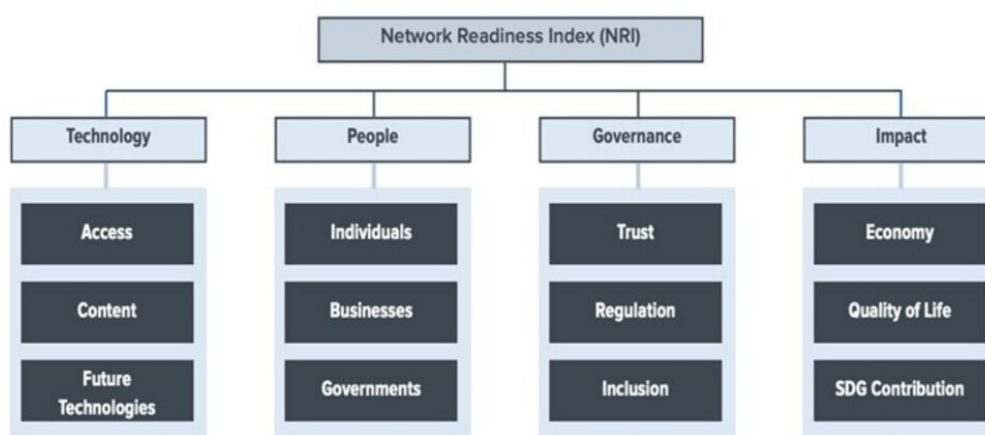 Network Readiness Index (NRI)
Technology
People
Governance
Impact
Access
Individuals
Trust
Economy
Content
Businesses
Regulation
Quality of Life
Future
Technologies
Governments
Inclusion
SDG Contribution